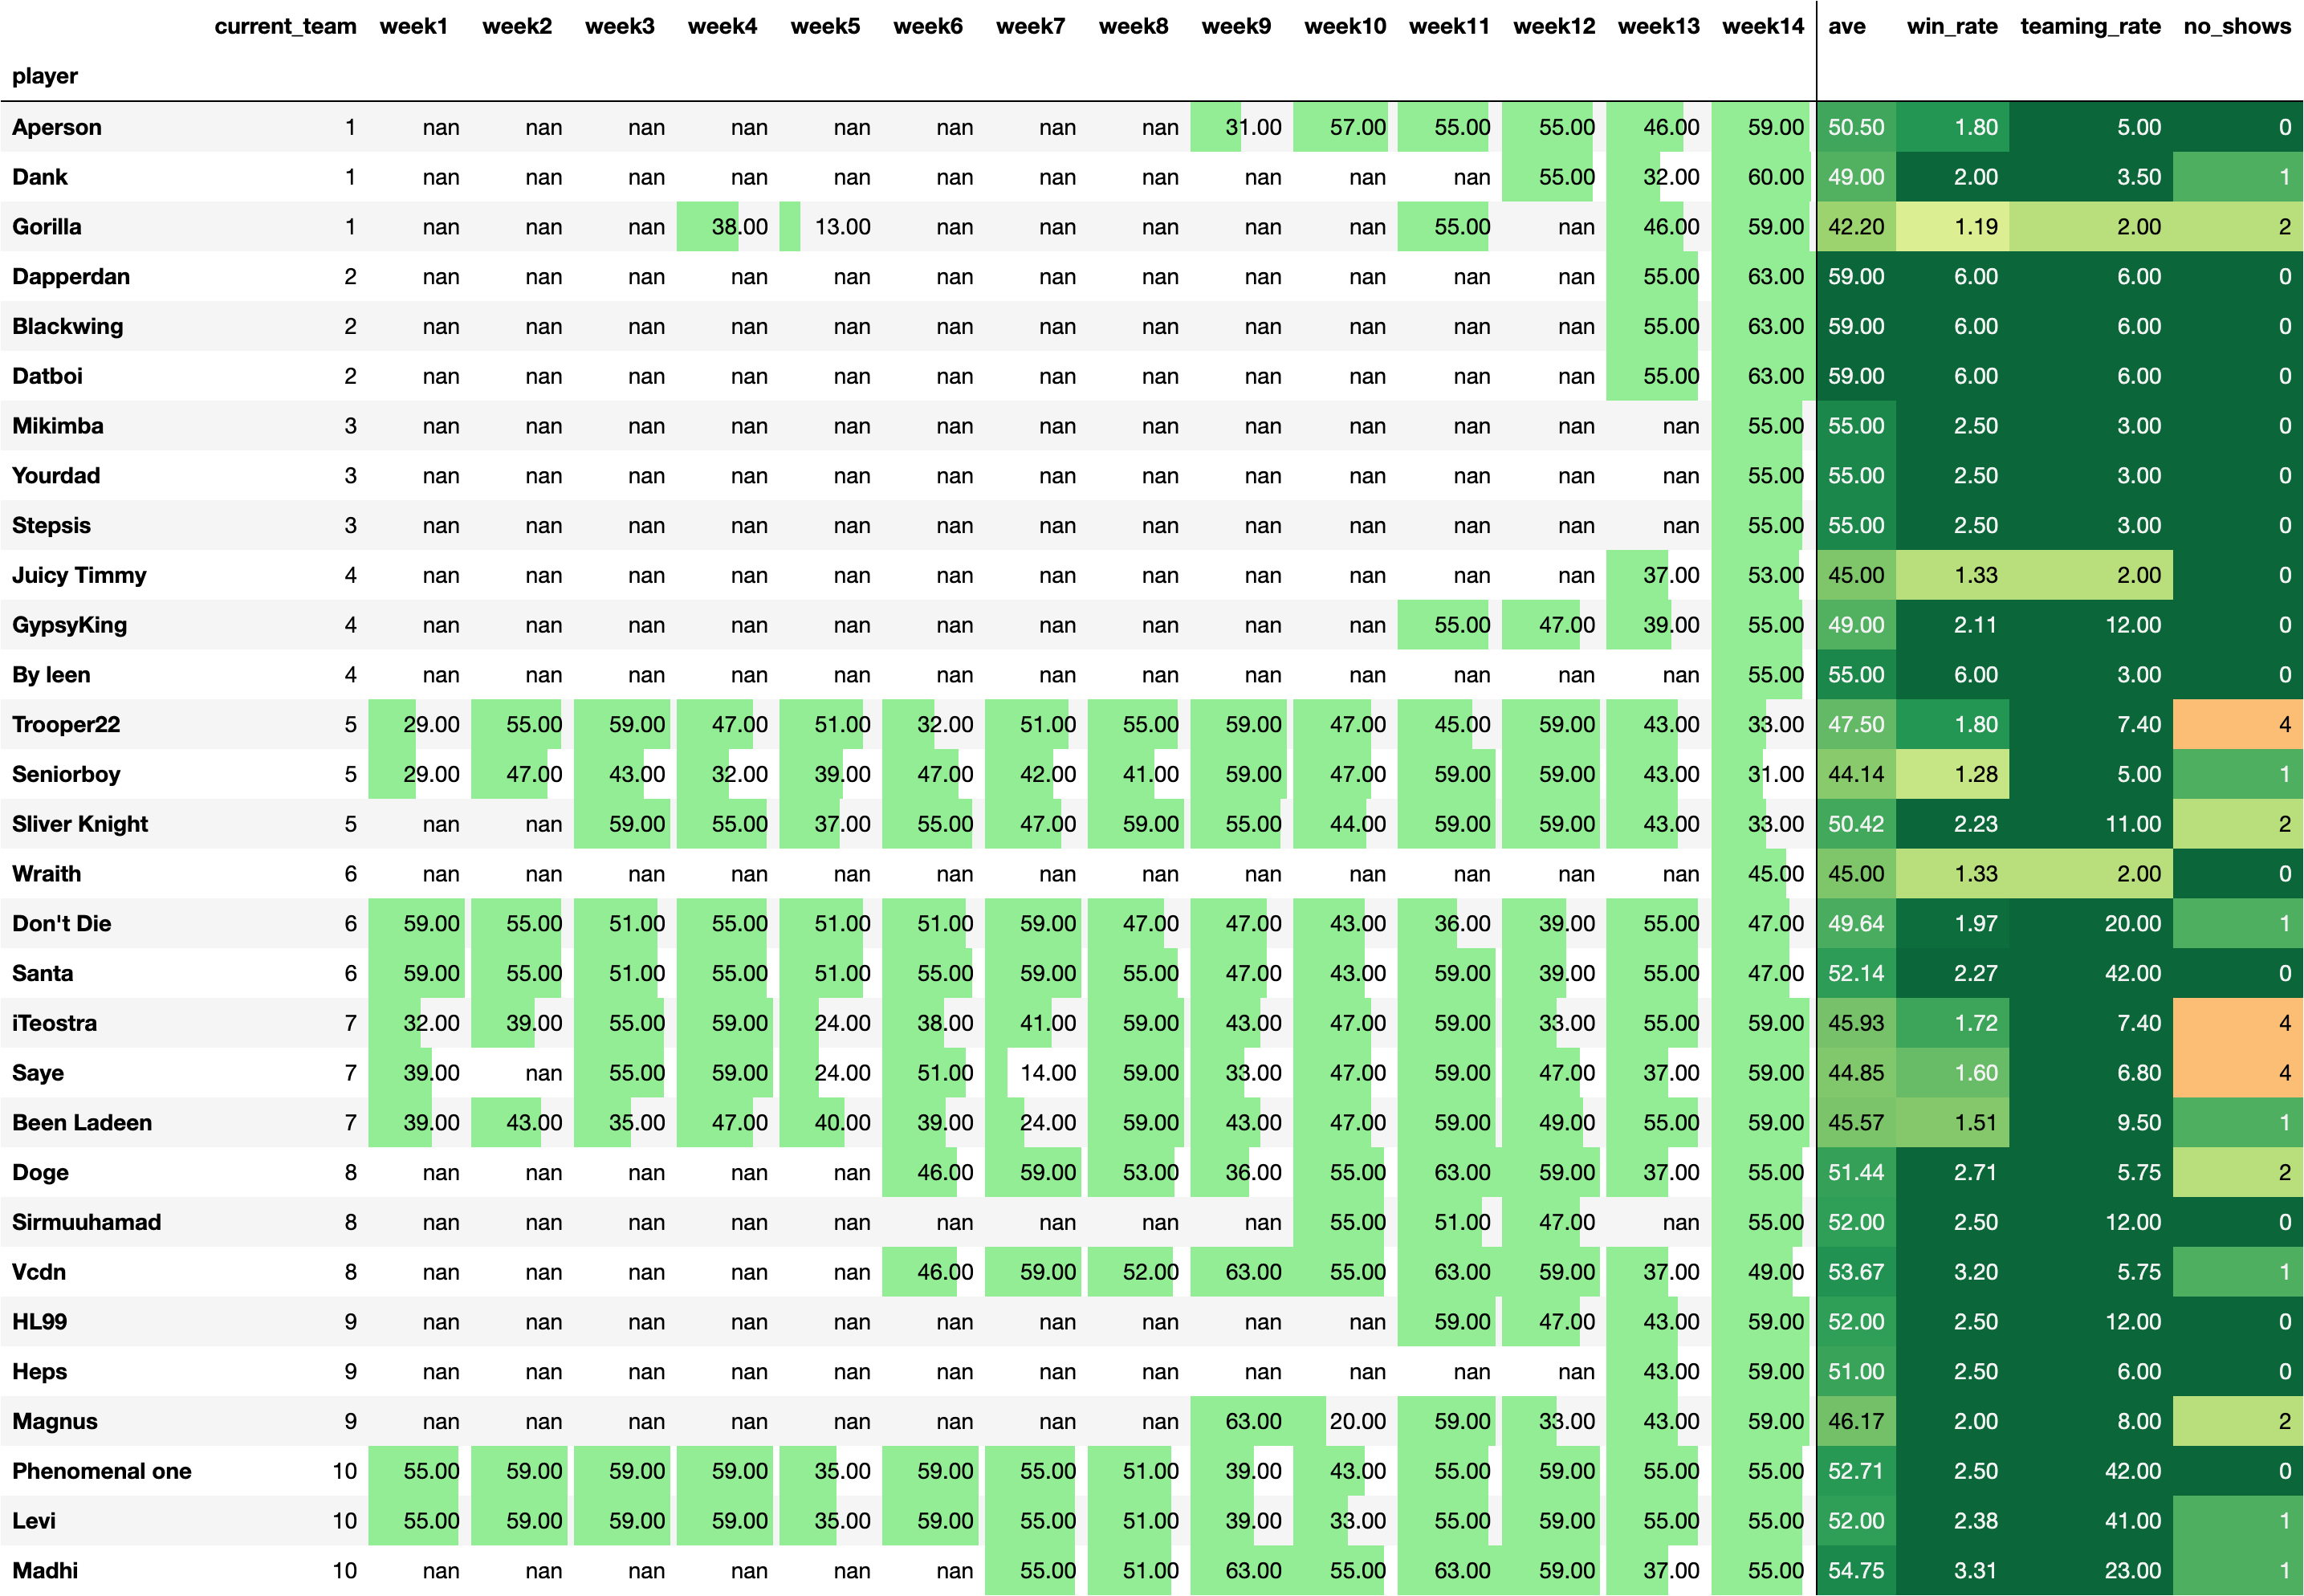 current_team week1 week2 week3 week4 week5 week6 week7 week8 week9 week10 week11 week12 week13 week14 ave win_rate teaming_rate no_shows
player
Aperson 1 nan nan nan nan nan nan nan nan 31.00 57.00 55.00 55.00 46.00 59.00 50.50 1.80 5.00 0
Dank 1 nan nan nan nan nan nan nan nan nan nan nan 55.00 32.00 60.00 49.00 2.00 3.50 1
Gorilla 1 nan nan nan 38.00 13.00 nan nan nan nan nan 55.00 nan 46.00 59.00 42.20 1.19 2.00 2
Dapperdan 2 nan nan nan nan nan nan nan nan nan nan nan nan 55.00 63.00 59.00 6.00 6.00 0
Blackwing 2 nan nan nan nan nan nan nan nan nan nan nan nan 55.00 63.00 59.00 6.00 6.00 0
Datboi 2 nan nan nan nan nan nan nan nan nan nan nan nan 55.00 63.00 59.00 6.00 6.00 0
Mikimba 3 nan nan nan nan nan nan nan nan nan nan nan nan nan 55.00 55.00 2.50 3.00 0
Yourdad 3 nan nan nan nan nan nan nan nan nan nan nan nan nan 55.00 55.00 2.50 3.00 0
Stepsis 3 nan nan nan nan nan nan nan nan nan nan nan nan nan 55.00 55.00 2.50 3.00 0
Juicy Timmy 4 nan nan nan nan nan nan nan nan nan nan nan nan 37.00 53.00 45.00 1.33 2.00 0
GypsyKing 4 nan nan nan nan nan nan nan nan nan nan 55.00 47.00 39.00 55.00 49.00 2.11 12.00 0
By leen 4 nan nan nan nan nan nan nan nan nan nan nan nan nan 55.00 55.00 6.00 3.00 0
Trooper22 5 29.00 55.00 59.00 47.00 51.00 32.00 51.00 55.00 59.00 47.00 45.00 59.00 43.00 33.00 47.50 1.80 7.40 4
Seniorboy 5 29.00 47.00 43.00 32.00 39.00 47.00 42.00 41.00 59.00 47.00 59.00 59.00 43.00 31.00 44.14 1.28 5.00 1
Sliver Knight 5 nan nan 59.00 55.00 37.00 55.00 47.00 59.00 55.00 44.00 59.00 59.00 43.00 33.00 50.42 2.23 11.00 2
Wraith 6 nan nan nan nan nan nan nan nan nan nan nan nan nan 45.00 45.00 1.33 2.00 0
Don't Die 6 59.00 55.00 51.00 55.00 51.00 51.00 59.00 47.00 47.00 43.00 36.00 39.00 55.00 47.00 49.64 1.97 20.00 1
Santa 6 59.00 55.00 51.00 55.00 51.00 55.00 59.00 55.00 47.00 43.00 59.00 39.00 55.00 47.00 52.14 2.27 42.00 0
iTeostra 7 32.00 39.00 55.00 59.00 24.00 38.00 41.00 59.00 43.00 47.00 59.00 33.00 55.00 59.00 45.93 1.72 7.40 4
Saye 7 39.00 nan 55.00 59.00 24.00 51.00 14.00 59.00 33.00 47.00 59.00 47.00 37.00 59.00 44.85 1.60 6.80 4
Been Ladeen 7 39.00 43.00 35.00 47.00 40.00 39.00 24.00 59.00 43.00 47.00 59.00 49.00 55.00 59.00 45.57 1.51 9.50 1
Doge 8 nan nan nan nan nan 46.00 59.00 53.00 36.00 55.00 63.00 59.00 37.00 55.00 51.44 2.71 5.75 2
Sirmuuhamad 8 nan nan nan nan nan nan nan nan nan 55.00 51.00 47.00 nan 55.00 52.00 2.50 12.00 0
Vcdn 8 nan nan nan nan nan 46.00 59.00 52.00 63.00 55.00 63.00 59.00 37.00 49.00 53.67 3.20 5.75 1
HL99 9 nan nan nan nan nan nan nan nan nan nan 59.00 47.00 43.00 59.00 52.00 2.50 12.00 0
Heps 9 nan nan nan nan nan nan nan nan nan nan nan nan 43.00 59.00 51.00 2.50 6.00 0
Magnus 9 nan nan nan nan nan nan nan nan 63.00 20.00 59.00 33.00 43.00 59.00 46.17 2.00 8.00 2
Phenomenal one 10 55.00 59.00 59.00 59.00 35.00 59.00 55.00 51.00 39.00 43.00 55.00 59.00 55.00 55.00 52.71 2.50 42.00 0
Levi 10 55.00 59.00 59.00 59.00 35.00 59.00 55.00 51.00 39.00 33.00 55.00 59.00 55.00 55.00 52.00 2.38 41.00 1
Madhi 10 nan nan nan nan nan nan 55.00 51.00 63.00 55.00 63.00 59.00 37.00 55.00 54.75 3.31 23.00 1